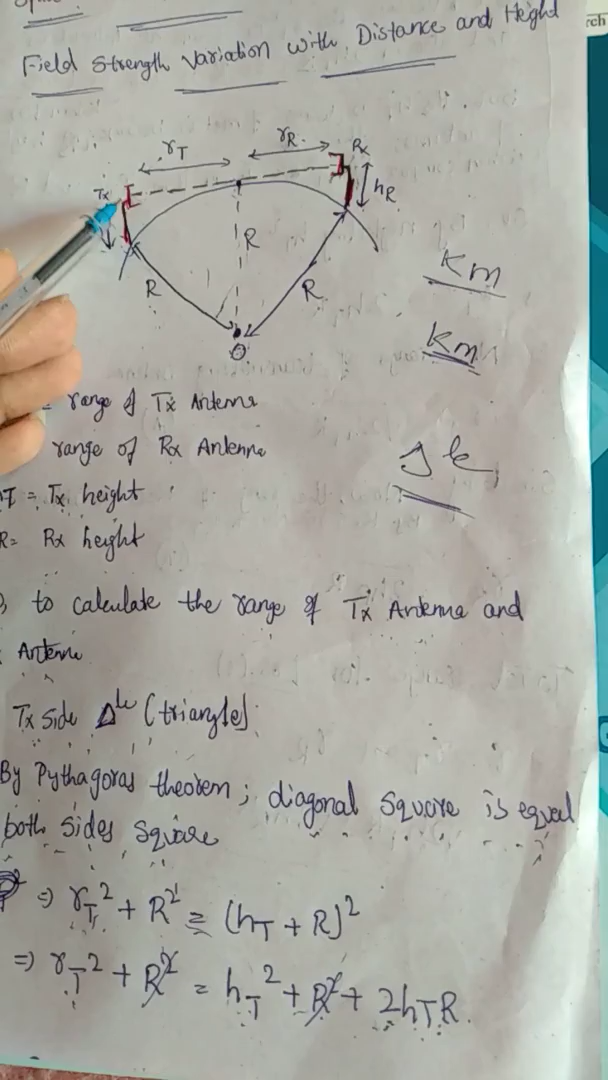 Field Strength Variation with Distance and Height
rT
rR
Rx
Tx
hR
R
R
R
O
Km
Km
= range of Tx Antenna
range of Rx Antenna
T = Tx height
R = Rx height
to calculate the range of Tx Antenna and
Antenna
Tx side Δle (triangle)
By Pythagoras theorem; diagonal square is equal
both sides square
⇒ rT² + R² = (hT + R)²
⇒ rT² + R² = hT² + R² + 2hTR
rch